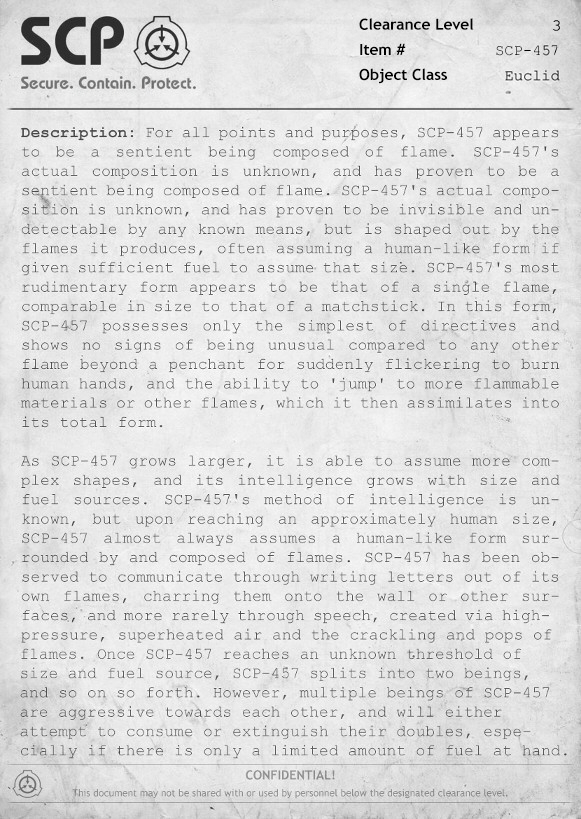 SCP
Secure. Contain. Protect.
Clearance Level 3
Item # SCP-457
Object Class Euclid
Description: For all points and purposes, SCP-457 appears
to be a sentient being composed of flame. SCP-457's
actual composition is unknown, and has proven to be a
sentient being composed of flame. SCP-457's actual compo-
sition is unknown, and has proven to be invisible and un-
detectable by any known means, but is shaped out by the
flames it produces, often assuming a human-like form if
given sufficient fuel to assume that size. SCP-457's most
rudimentary form appears to be that of a single flame,
comparable in size to that of a matchstick. In this form,
SCP-457 possesses only the simplest of directives and
shows no signs of being unusual compared to any other
flame beyond a penchant for suddenly flickering to burn
human hands, and the ability to 'jump' to more flammable
materials or other flames, which it then assimilates into
its total form.
As SCP-457 grows larger, it is able to assume more com-
plex shapes, and its intelligence grows with size and
fuel sources. SCP-457's method of intelligence is un-
known, but upon reaching an approximately human size,
SCP-457 almost always assumes a human-like form sur-
rounded by and composed of flames. SCP-457 has been ob-
served to communicate through writing letters out of its
own flames, charring them onto the wall or other sur-
faces, and more rarely through speech, created via high-
pressure, superheated air and the crackling and pops of
flames. Once SCP-457 reaches an unknown threshold of
size and fuel source, SCP-457 splits into two beings,
and so on so forth. However, multiple beings of SCP-457
are aggressive towards each other, and will either
attempt to consume or extinguish their doubles, espe-
cially if there is only a limited amount of fuel at hand.
CONFIDENTIAL!
This document may not be shared with or used by personnel below the designated clearance level.